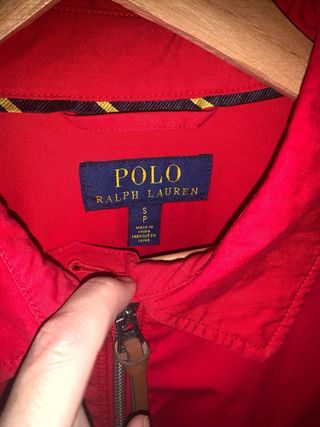 POLO
RALPH LAUREN
S
P
MADE IN
CHINA
FABRIQUÉ EN
CHINE